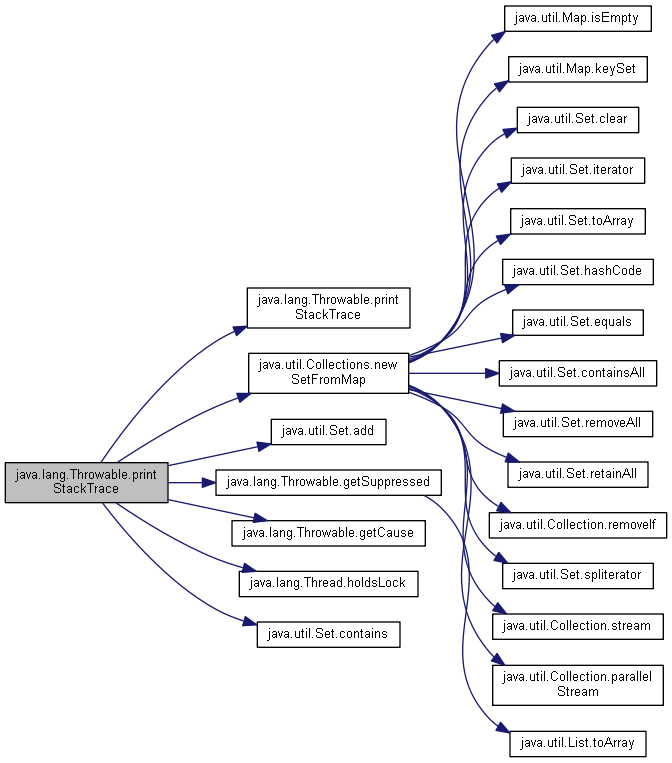 java.util.Map.isEmpty
java.util.Map.keySet
java.util.Set.clear
java.util.Set.iterator
java.util.Set.toArray
java.util.Set.hashCode
java.lang.Throwable.print
StackTrace
java.util.Set.equals
java.util.Collections.new
SetFromMap
java.util.Set.containsAll
java.util.Set.removeAll
java.util.Set.add
java.lang.Throwable.print
StackTrace
java.lang.Throwable.getSuppressed
java.util.Set.retainAll
java.util.Collection.removeIf
java.lang.Throwable.getCause
java.util.Set.spliterator
java.lang.Thread.holdsLock
java.util.Collection.stream
java.util.Set.contains
java.util.Collection.parallel
Stream
java.util.List.toArray